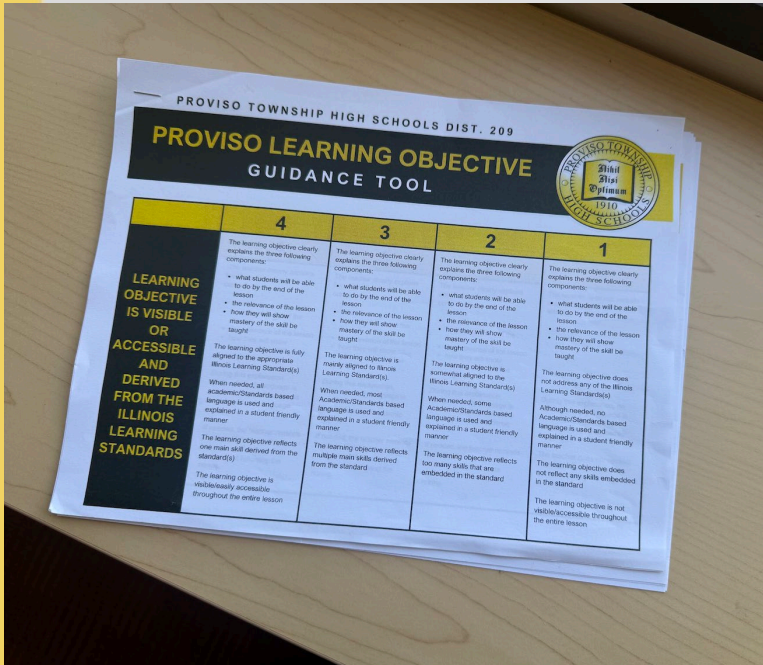 PROVISO TOWNSHIP HIGH SCHOOLS DIST. 209
PROVISO LEARNING OBJECTIVE
GUIDANCE TOOL
PROVISO TOWNSHIP
HIGH SCHOOLS
Nihil
Nisi
Optimum
1910
LEARNING
OBJECTIVE
IS VISIBLE
OR
ACCESSIBLE
AND
DERIVED
FROM THE
ILLINOIS
LEARNING
STANDARDS
4
The learning objective clearly
explains the three following
components:
• what students will be able
to do by the end of the
lesson
• the relevance of the lesson
• how they will show
mastery of the skill be
taught
The learning objective is fully
aligned to the appropriate
Illinois Learning Standard(s)
When needed, all
academic/Standards based
language is used and
explained in a student friendly
manner
The learning objective reflects
one main skill derived from the
standard(s)
The learning objective is
visible/easily accessible
throughout the entire lesson
3
The learning objective clearly
explains the three following
components:
• what students will be able
to do by the end of the
lesson
• the relevance of the lesson
• how they will show
mastery of the skill be
taught
The learning objective is
mainly aligned to Illinois
Learning Standard(s).
When needed, most
Academic/Standards based
language is used and
explained in a student friendly
manner
The learning objective reflects
multiple main skills derived
from the standard
2
The learning objective clearly
explains the three following
components:
• what students will be able
to do by the end of the
lesson
• the relevance of the lesson
• how they will show
mastery of the skill be
taught
The learning objective is
somewhat aligned to the
Illinois Learning Standard(s)
When needed, some
Academic/Standards based
language is used and
explained in a student friendly
manner
The learning objective reflects
too many skills that are
embedded in the standard
1
The learning objective clearly
explains the three following
components:
• what students will be able
to do by the end of the
lesson
• the relevance of the lesson
• how they will show
mastery of the skill be
taught
The learning objective does
not address any of the Illinois
Learning Standards(s)
Although needed, no
Academic/Standards based
language is used and
explained in a student friendly
manner
The learning objective does
not reflect any skills embedded
in the standard
The learning objective is not
visible/accessible throughout
the entire lesson